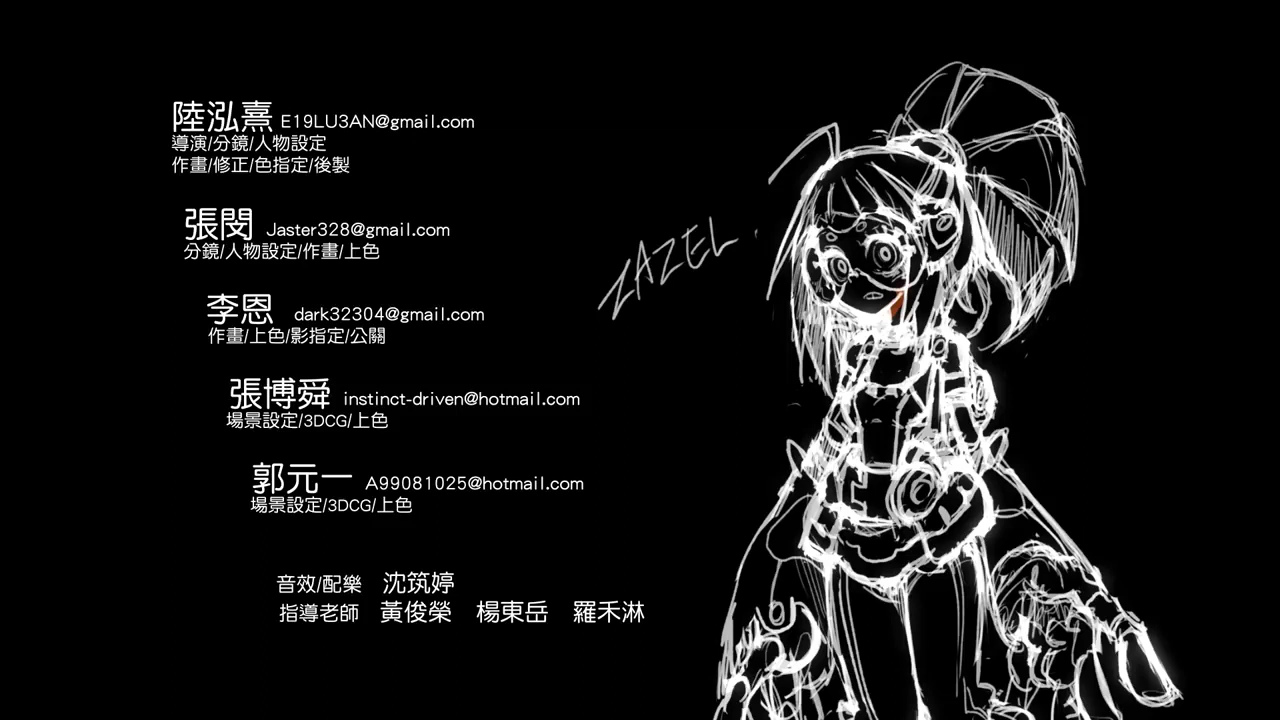 陸泓熹 E19LU3AN@gmail.com
導演/分鏡/人物設定
作畫/修正/色指定/後製
張閔 Jaster328@gmail.com
分鏡/人物設定/作畫/上色
李恩 dark32304@gmail.com
作畫/上色/影指定/公關
張博舜 instinct-driven@hotmail.com
場景設定/3DCG/上色
郭元一 A99081025@hotmail.com
場景設定/3DCG/上色
音效/配樂 沈筑婷
指導老師 黃俊榮 楊東岳 羅禾淋
ZAZEL